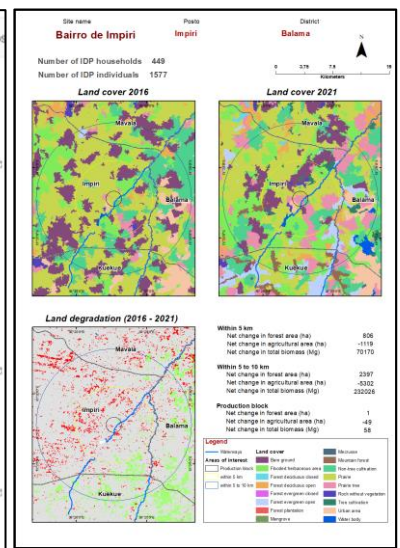 Site name Posto District
Bairro de Impiri Impiri Balama
Number of IDP households 449
Number of IDP individuals 1577
N
0 3.75 7.5 15
Kilometers
Land cover 2016 Land cover 2021
Mavala Mavala
Impiri Impiri
Balama Balama
Kuekue Kuekue
Land degradation (2016 - 2021)
Mavala
Impiri
Balama
Kuekue
Within 5 km
Net change in forest area (ha) 806
Net change in agricultural area (ha) -1119
Net change in total biomass (Mg) 70170
Within 5 to 10 km
Net change in forest area (ha) 2397
Net change in agricultural area (ha) -5302
Net change in total biomass (Mg) 232026
Production block
Net change in forest area (ha) 1
Net change in agricultural area (ha) -49
Net change in total biomass (Mg) 58
Legend
Areas of interest
Production block
within 5 km
within 5 to 10 km
Land cover
Bare ground
Flooded herbaceous area
Forest deciduous closed
Forest deciduous open
Forest evergreen closed
Forest evergreen open
Forest plantation
Mangrove
Mountain forest
Non-tree cultivation
Prairie
Prairie tree
Rock without vegetation
Tree cultivation
Urban area
Water body